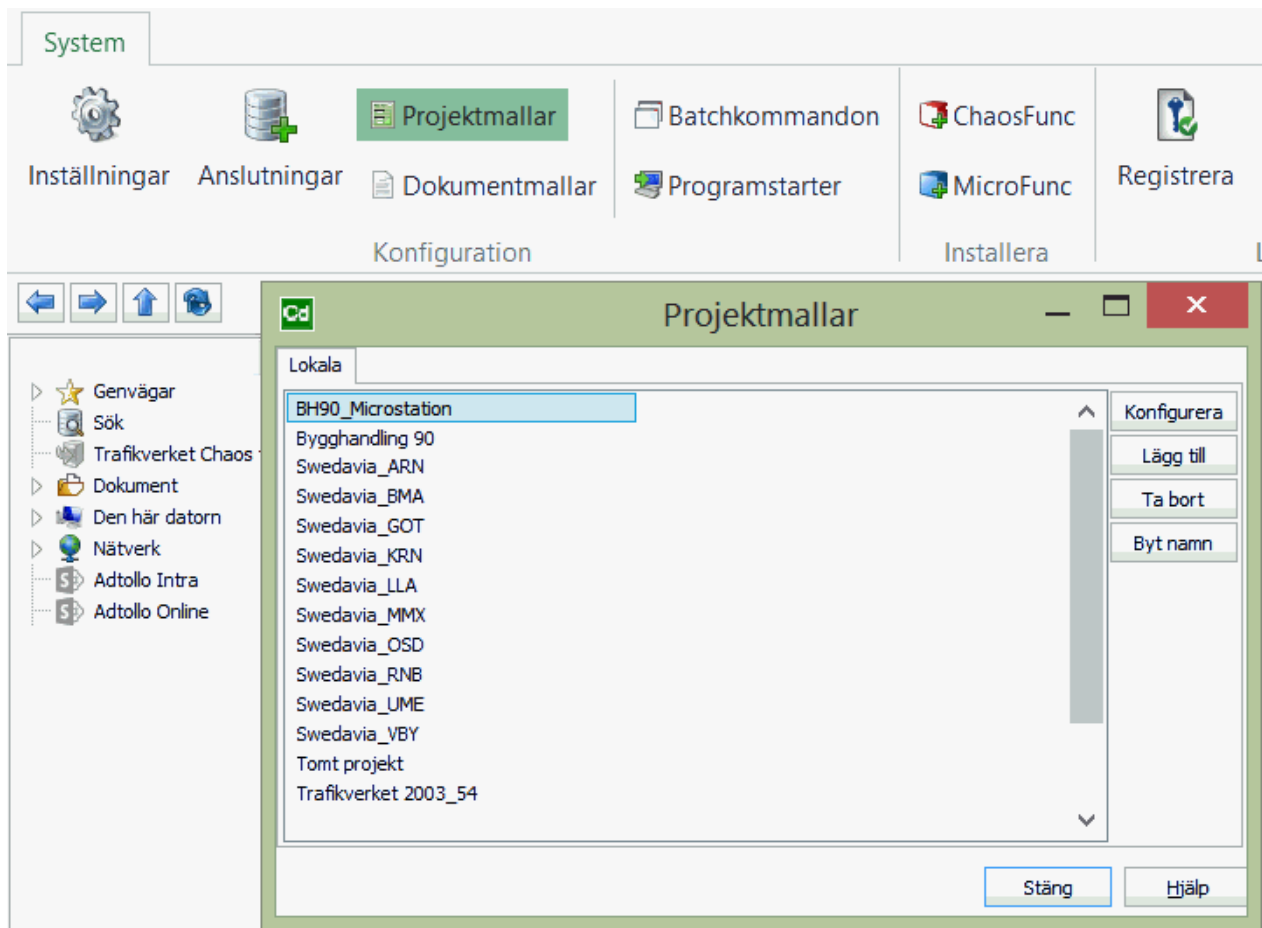 System
Inställningar
Anslutningar
Projektmallar
Dokumentmallar
Konfiguration
Batchkommandon
Programstarter
ChaosFunc
MicroFunc
Installera
Registrera
Cd
Projektmallar
Genvägar
Sök
Trafikverket Chaos
Dokument
Den här datorn
Nätverk
Adtollo Intra
Adtollo Online
Lokala
BH90_Microstation
Bygghandling 90
Swedavia_ARN
Swedavia_BMA
Swedavia_GOT
Swedavia_KRN
Swedavia_LLA
Swedavia_MMX
Swedavia_OSD
Swedavia_RNB
Swedavia_UME
Swedavia_VBY
Tomt projekt
Trafikverket 2003_54
Konfigurera
Lägg till
Ta bort
Byt namn
Stäng
Hjälp